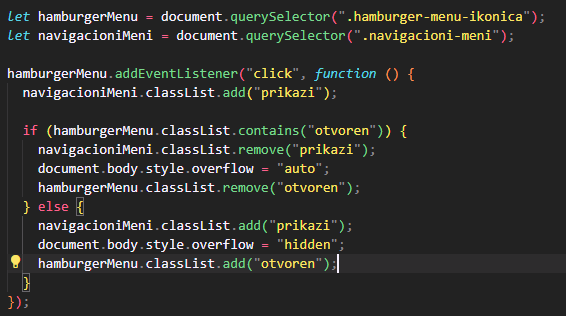 let hamburgerMenu = document.querySelector(".hamburger-menu-ikonica");
let navigacioniMeni = document.querySelector(".navigacioni-meni");

hamburgerMenu.addEventListener("click", function () {
  navigacioniMeni.classList.add("prikazi");

  if (hamburgerMenu.classList.contains("otvoren")) {
    navigacioniMeni.classList.remove("prikazi");
    document.body.style.overflow = "auto";
    hamburgerMenu.classList.remove("otvoren");
  } else {
    navigacioniMeni.classList.add("prikazi");
    document.body.style.overflow = "hidden";
    hamburgerMenu.classList.add("otvoren");
  }
});